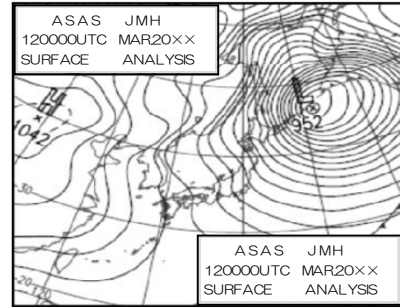 ASAS JMH
120000UTC MAR20××
SURFACE ANALYSIS
H
1042
L
952
30
20
ASAS JMH
120000UTC MAR20××
SURFACE ANALYSIS